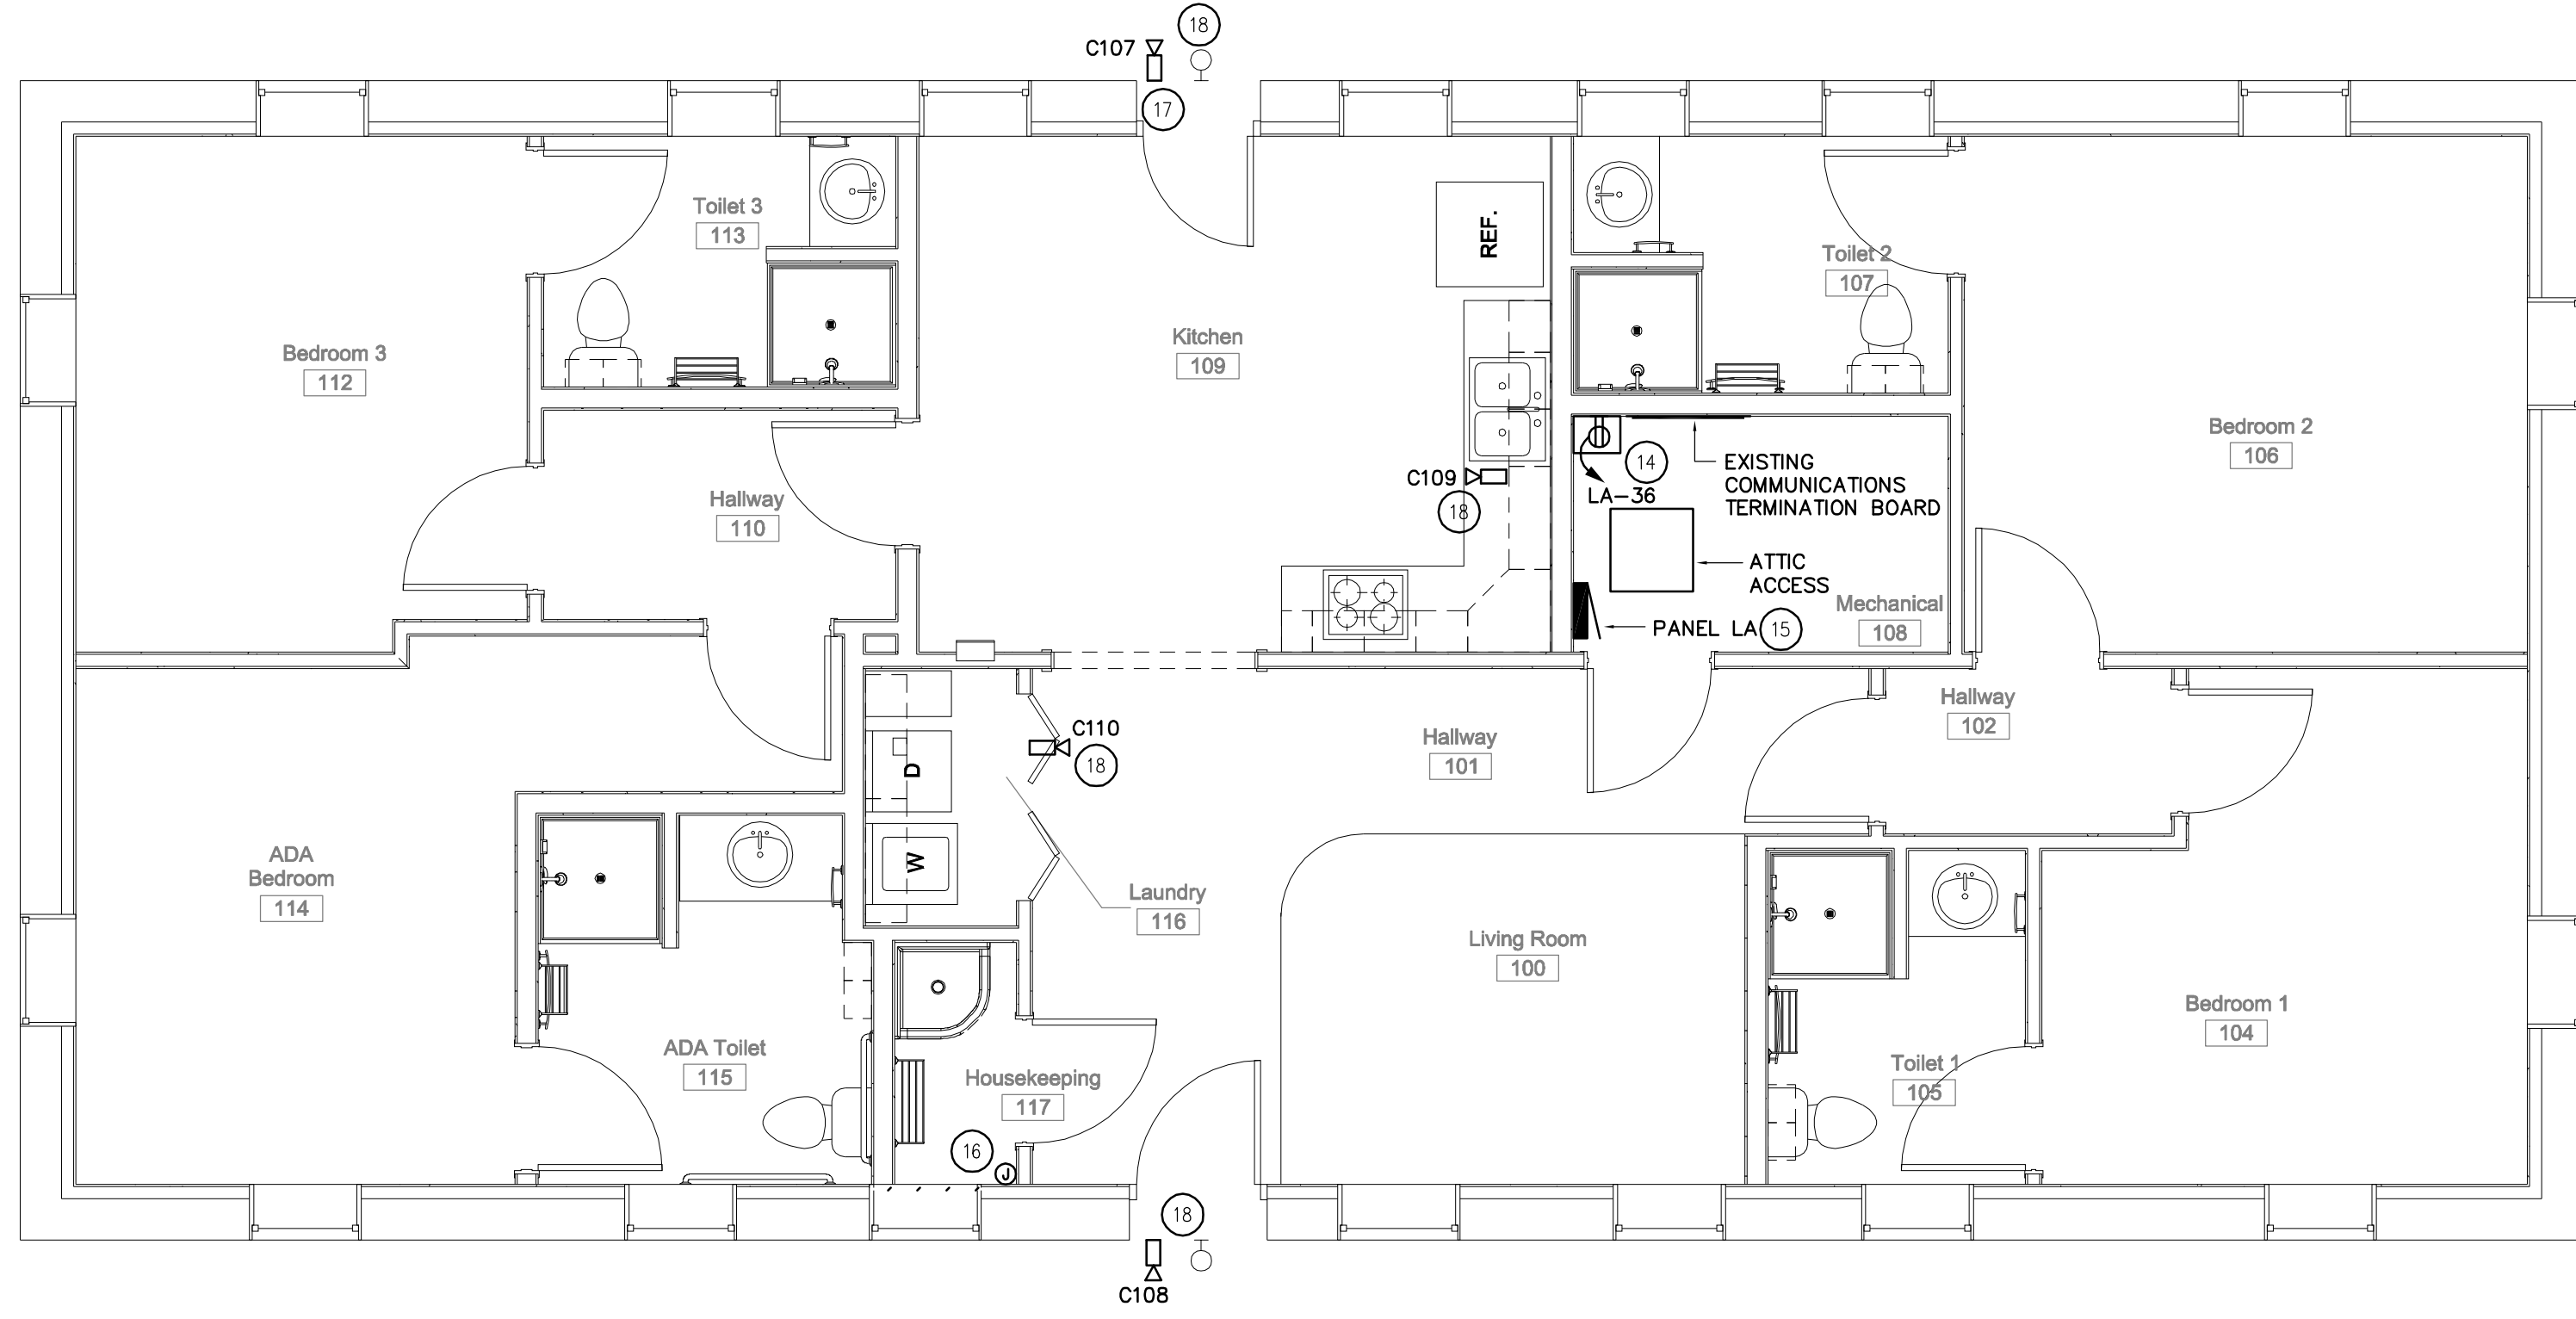 18
C107
17
Toilet 3
113
REF.
Toilet 2
107
Bedroom 3
112
Kitchen
109
Bedroom 2
106
C109
18
14
LA-36
EXISTING
COMMUNICATIONS
TERMINATION BOARD
Hallway
110
ATTIC
ACCESS
Mechanical
108
PANEL LA
15
C110
18
D
Hallway
101
Hallway
102
W
ADA
Bedroom
114
Laundry
116
Living Room
100
Bedroom 1
104
ADA Toilet
115
Housekeeping
117
Toilet 1
105
16
J
18
C108